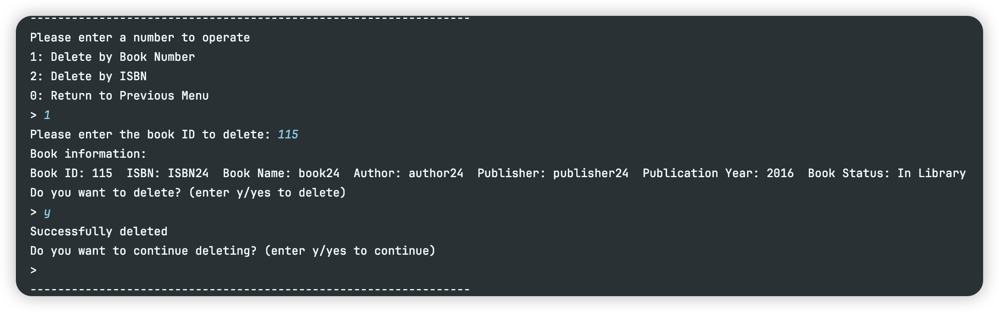 ----------------------------------------------------------------
Please enter a number to operate
1: Delete by Book Number
2: Delete by ISBN
0: Return to Previous Menu
> 1
Please enter the book ID to delete: 115
Book information:
Book ID: 115  ISBN: ISBN24  Book Name: book24  Author: author24  Publisher: publisher24  Publication Year: 2016  Book Status: In Library
Do you want to delete? (enter y/yes to delete)
> y
Successfully deleted
Do you want to continue deleting? (enter y/yes to continue)
>
----------------------------------------------------------------